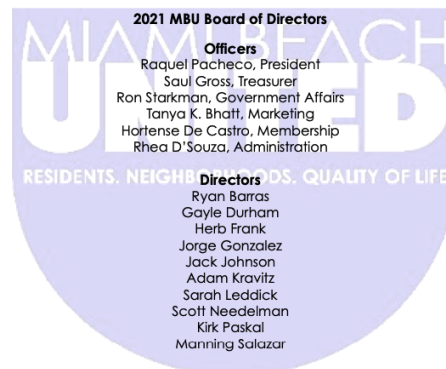 2021 MBU Board of Directors
MIAMI BEACH
UNITED
RESIDENTS. NEIGHBORHOODS. QUALITY OF LIFE
Officers
Raquel Pacheco, President
Saul Gross, Treasurer
Ron Starkman, Government Affairs
Tanya K. Bhatt, Marketing
Hortense De Castro, Membership
Rhea D'Souza, Administration
Directors
Ryan Barras
Gayle Durham
Herb Frank
Jorge Gonzalez
Jack Johnson
Adam Kravitz
Sarah Leddick
Scott Needelman
Kirk Paskal
Manning Salazar